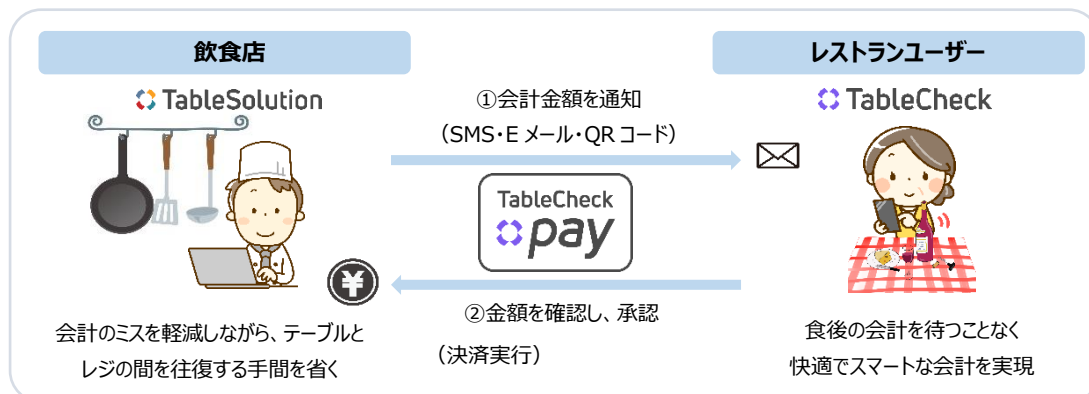 飲食店
レストランユーザー
TableSolution
TableCheck
①会計金額を通知
（SMS・E メール・QR コード）
TableCheck
pay
②金額を確認し、承認
（決済実行）
会計のミスを軽減しながら、テーブルと
レジの間を往復する手間を省く
食後の会計を待つことなく
快適でスマートな会計を実現
¥